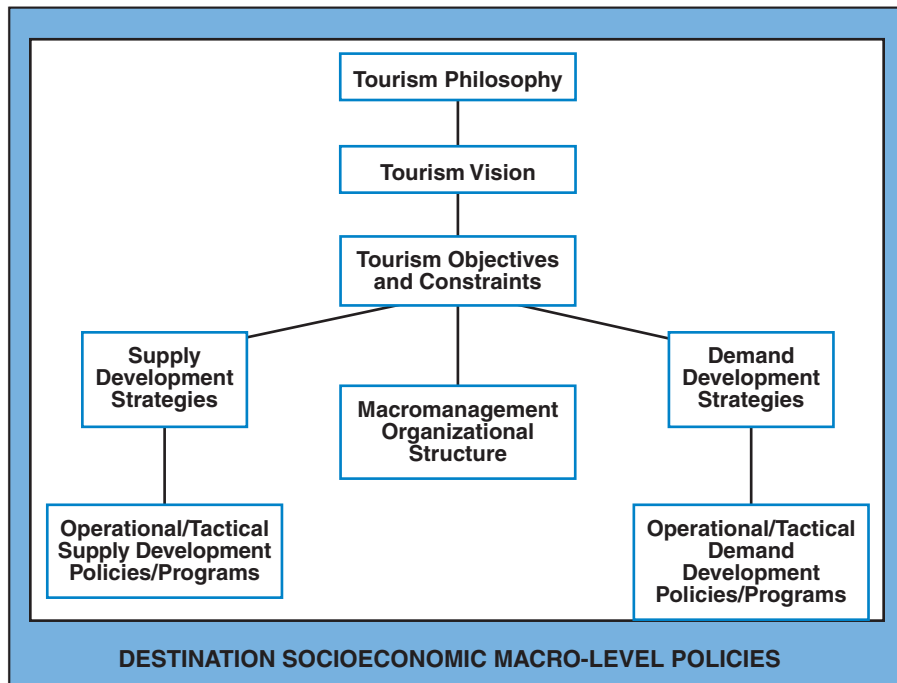 Tourism Philosophy
Tourism Vision
Tourism Objectives
and Constraints
Supply
Development
Strategies
Macromanagement
Organizational
Structure
Demand
Development
Strategies
Operational/Tactical
Supply Development
Policies/Programs
Operational/Tactical
Demand
Development
Policies/Programs
DESTINATION SOCIOECONOMIC MACRO-LEVEL POLICIES